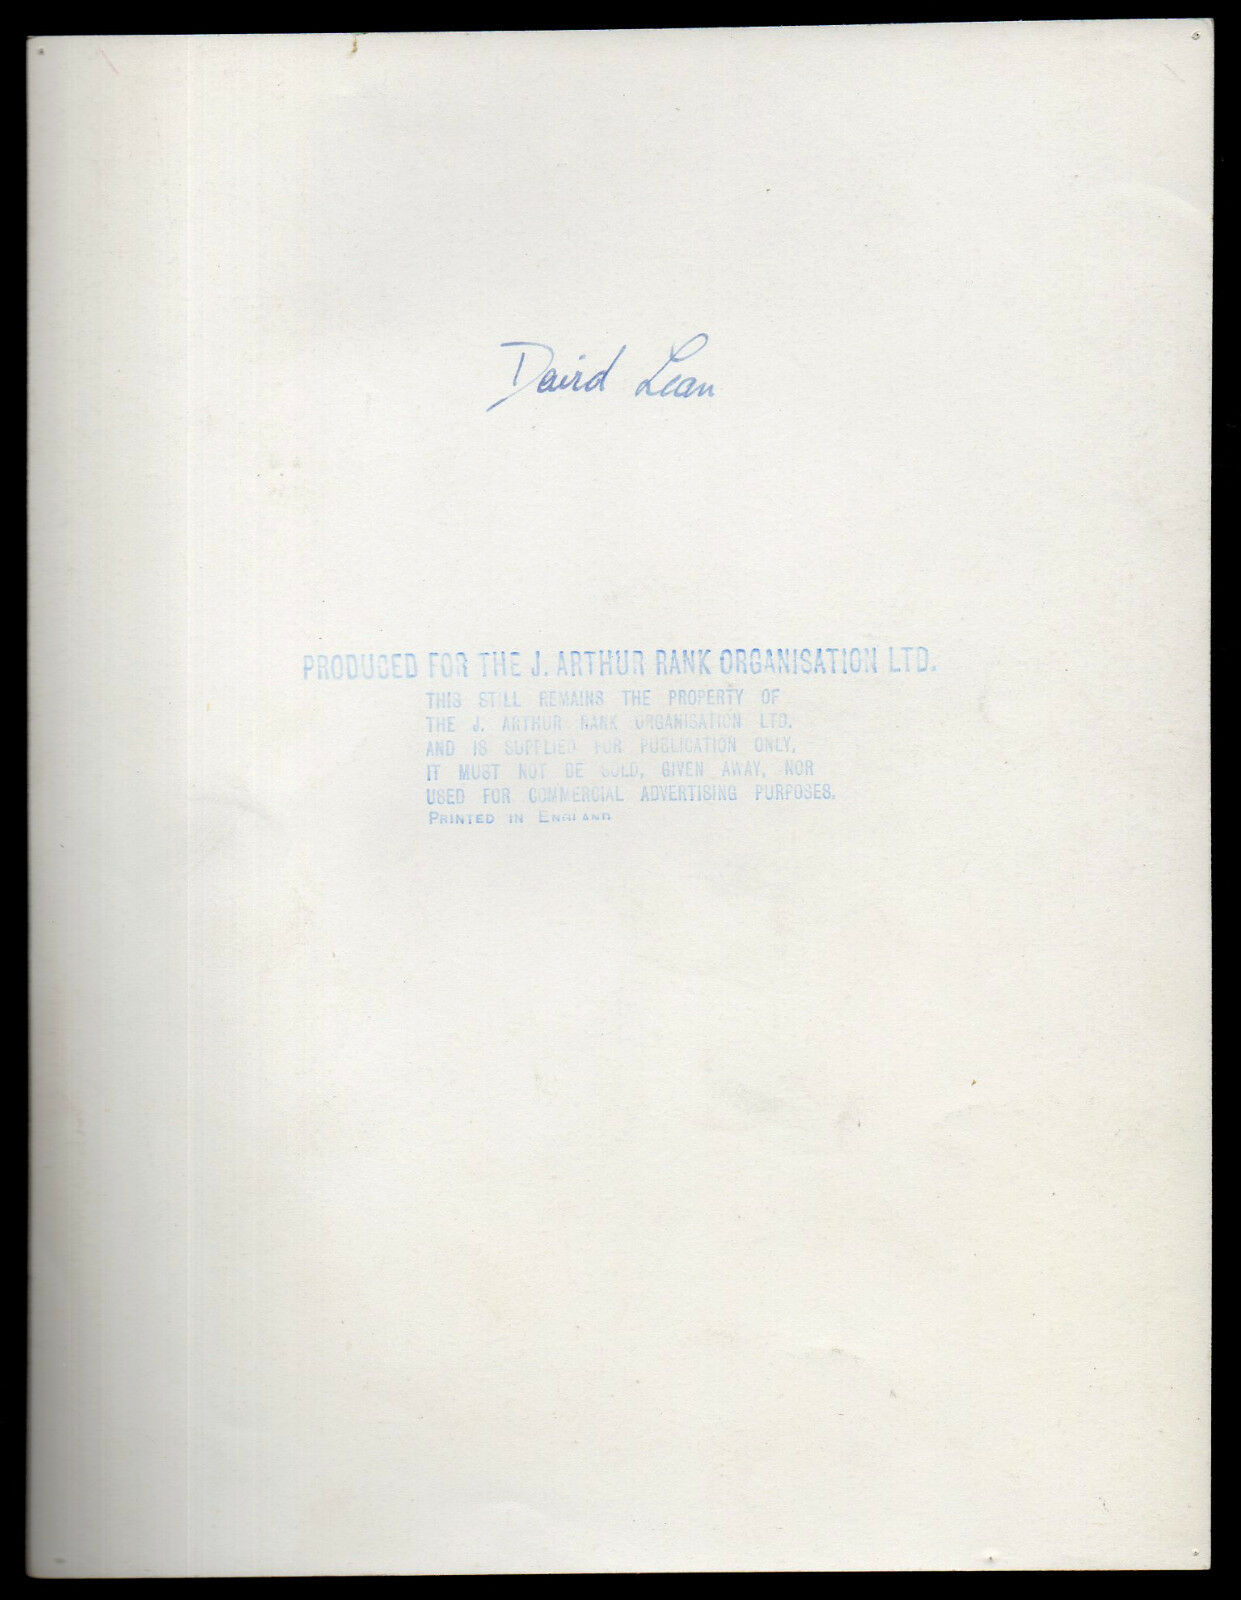 David Lean
PRODUCED FOR THE J. ARTHUR RANK ORGANISATION LTD.
THIS STILL REMAINS THE PROPERTY OF
THE J. ARTHUR RANK ORGANISATION LTD.
AND IS SUPPLIED FOR PUBLICATION ONLY.
IT MUST NOT BE SOLD, GIVEN AWAY, NOR
USED FOR COMMERCIAL ADVERTISING PURPOSES.
PRINTED IN ENGLAND